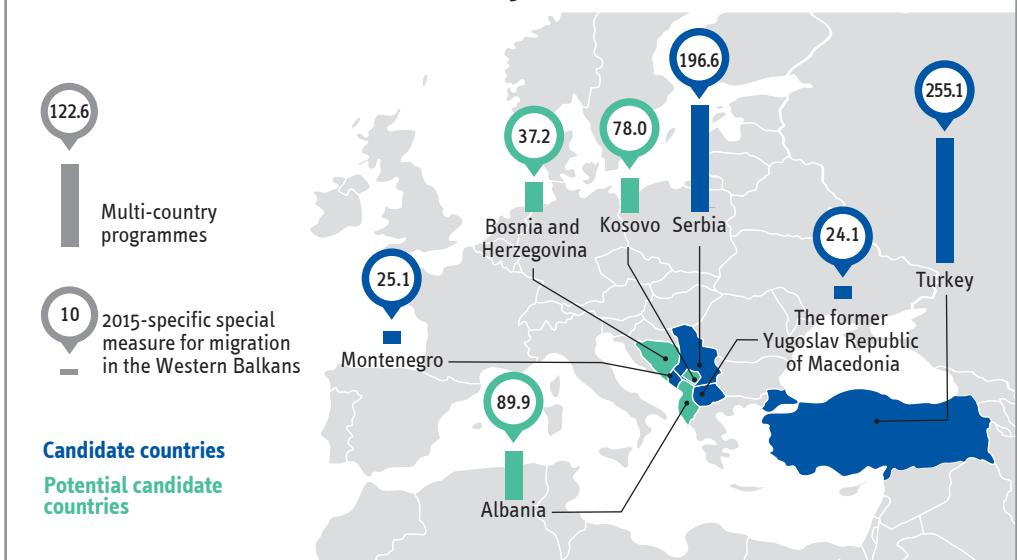 122.6
Multi-country
programmes
10
2015-specific special
measure for migration
in the Western Balkans
Candidate countries
Potential candidate
countries
25.1
Montenegro
37.2
Bosnia and
Herzegovina
78.0
Kosovo
196.6
Serbia
24.1
The former
Yugoslav Republic
of Macedonia
255.1
Turkey
89.9
Albania